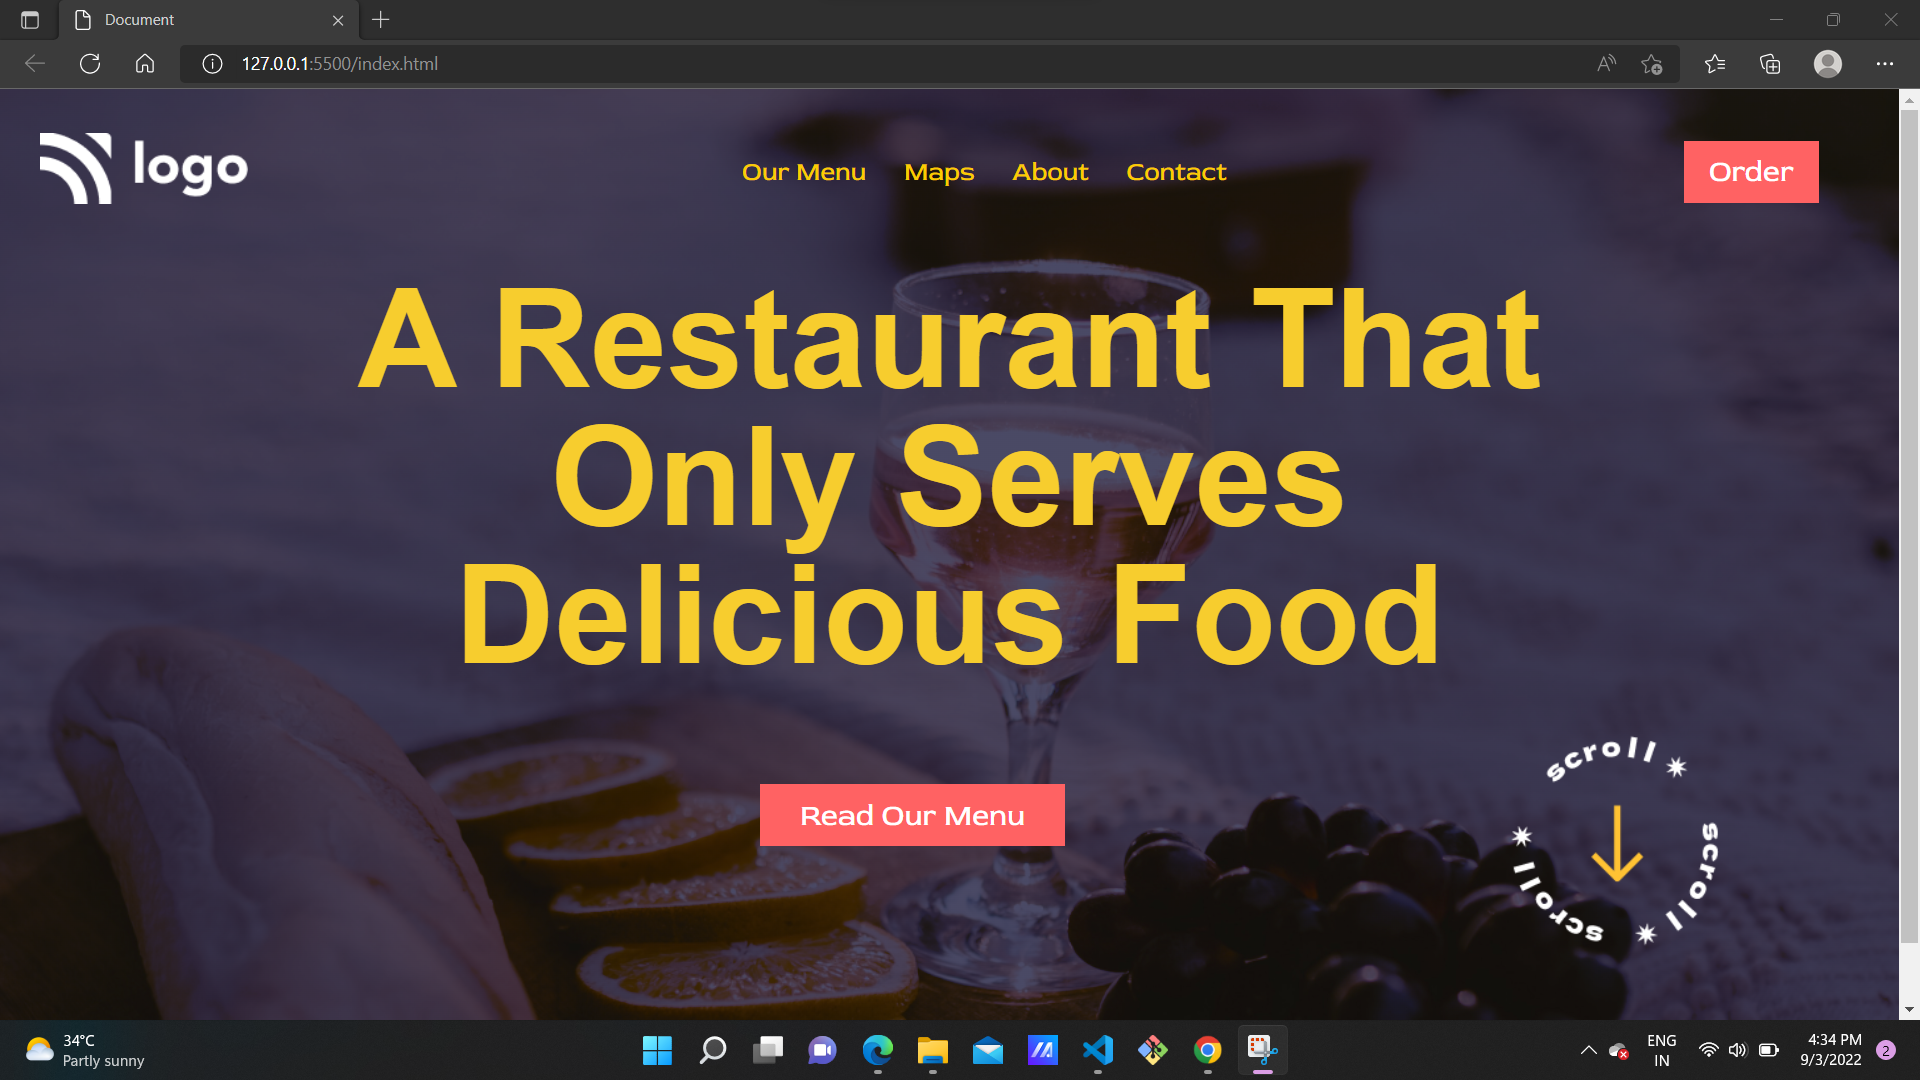 Document
127.0.0.1:5500/index.html
logo
Our Menu Maps About Contact
Order
A Restaurant That
Only Serves
Delicious Food
Read Our Menu
scroll
scroll
scroll
34°C
Partly sunny
ENG
IN
4:34 PM
9/3/2022
2